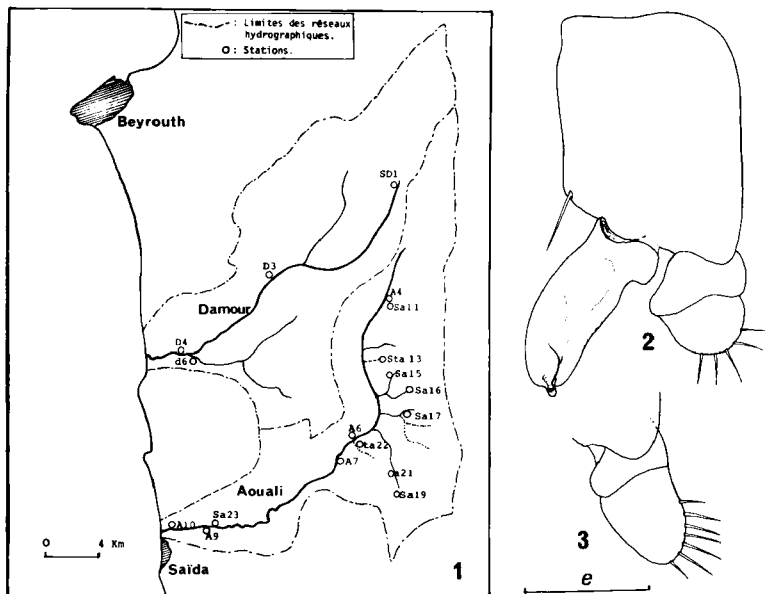 ---- : Limites des réseaux
hydrographiques.
O : Stations.
Beyrouth
SD1
D3
Damour
A4
Sa11
D4
d6
Sta 13
Sa15
Sa16
Sa17
A6
ta22
A7
a21
Aouali
Sa19
Sa23
A10
A9
0 4 Km
Saïda
1
2
3
e